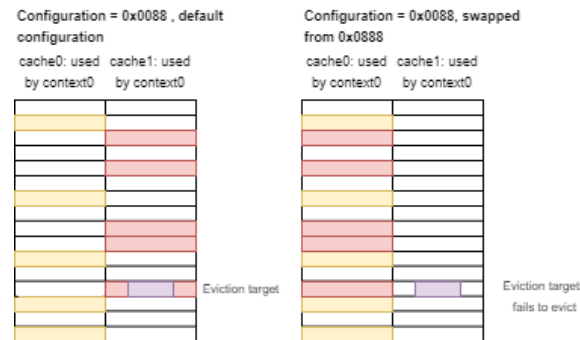 Configuration = 0x0088 , default
configuration
cache0: used cache1: used
by context0 by context0
Eviction target
Configuration = 0x0088, swapped
from 0x0888
cache0: used cache1: used
by context0 by context0
Eviction target
fails to evict